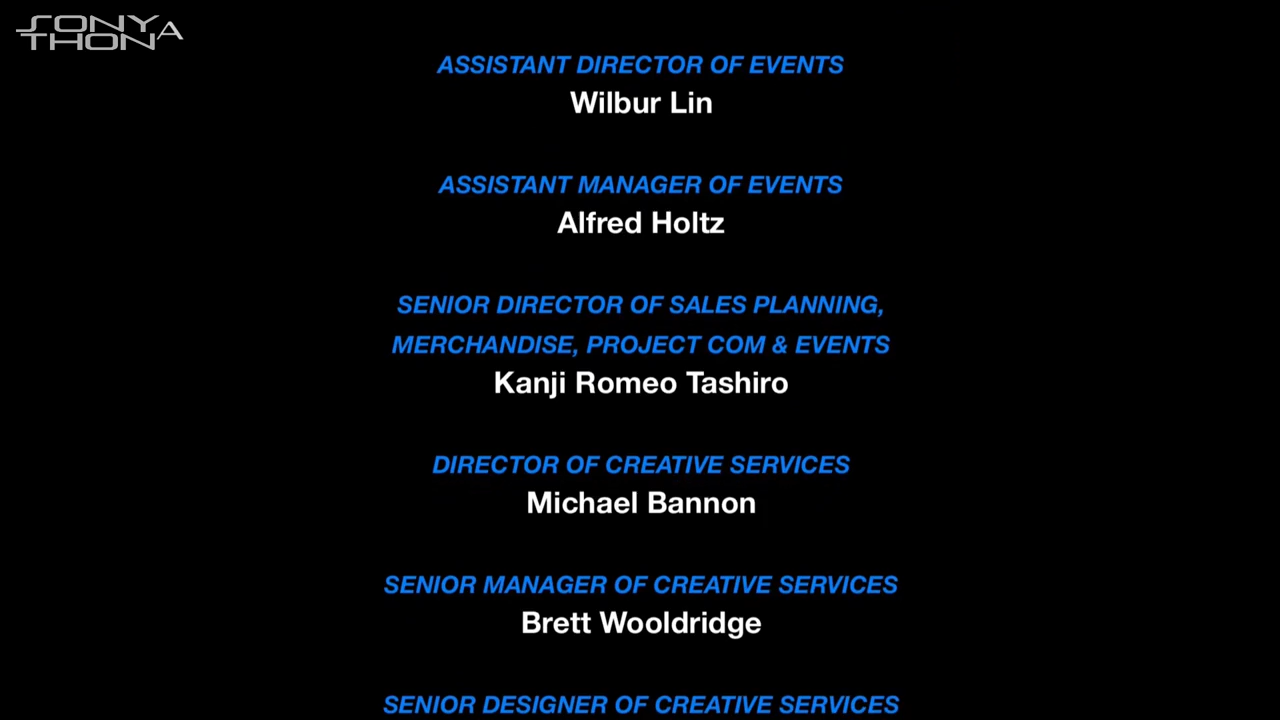 SONYA
THON
ASSISTANT DIRECTOR OF EVENTS
Wilbur Lin
ASSISTANT MANAGER OF EVENTS
Alfred Holtz
SENIOR DIRECTOR OF SALES PLANNING,
MERCHANDISE, PROJECT COM & EVENTS
Kanji Romeo Tashiro
DIRECTOR OF CREATIVE SERVICES
Michael Bannon
SENIOR MANAGER OF CREATIVE SERVICES
Brett Wooldridge
SENIOR DESIGNER OF CREATIVE SERVICES